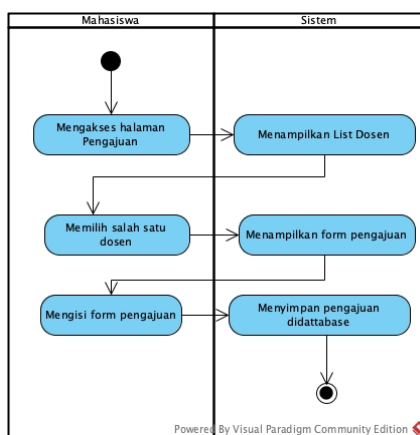 Mahasiswa
Sistem
Mengakses halaman
Pengajuan
Menampilkan List Dosen
Memilih salah satu
dosen
Menampilkan form pengajuan
Mengisi form pengajuan
Menyimpan pengajuan
didattabase
Powered By Visual Paradigm Community Edition